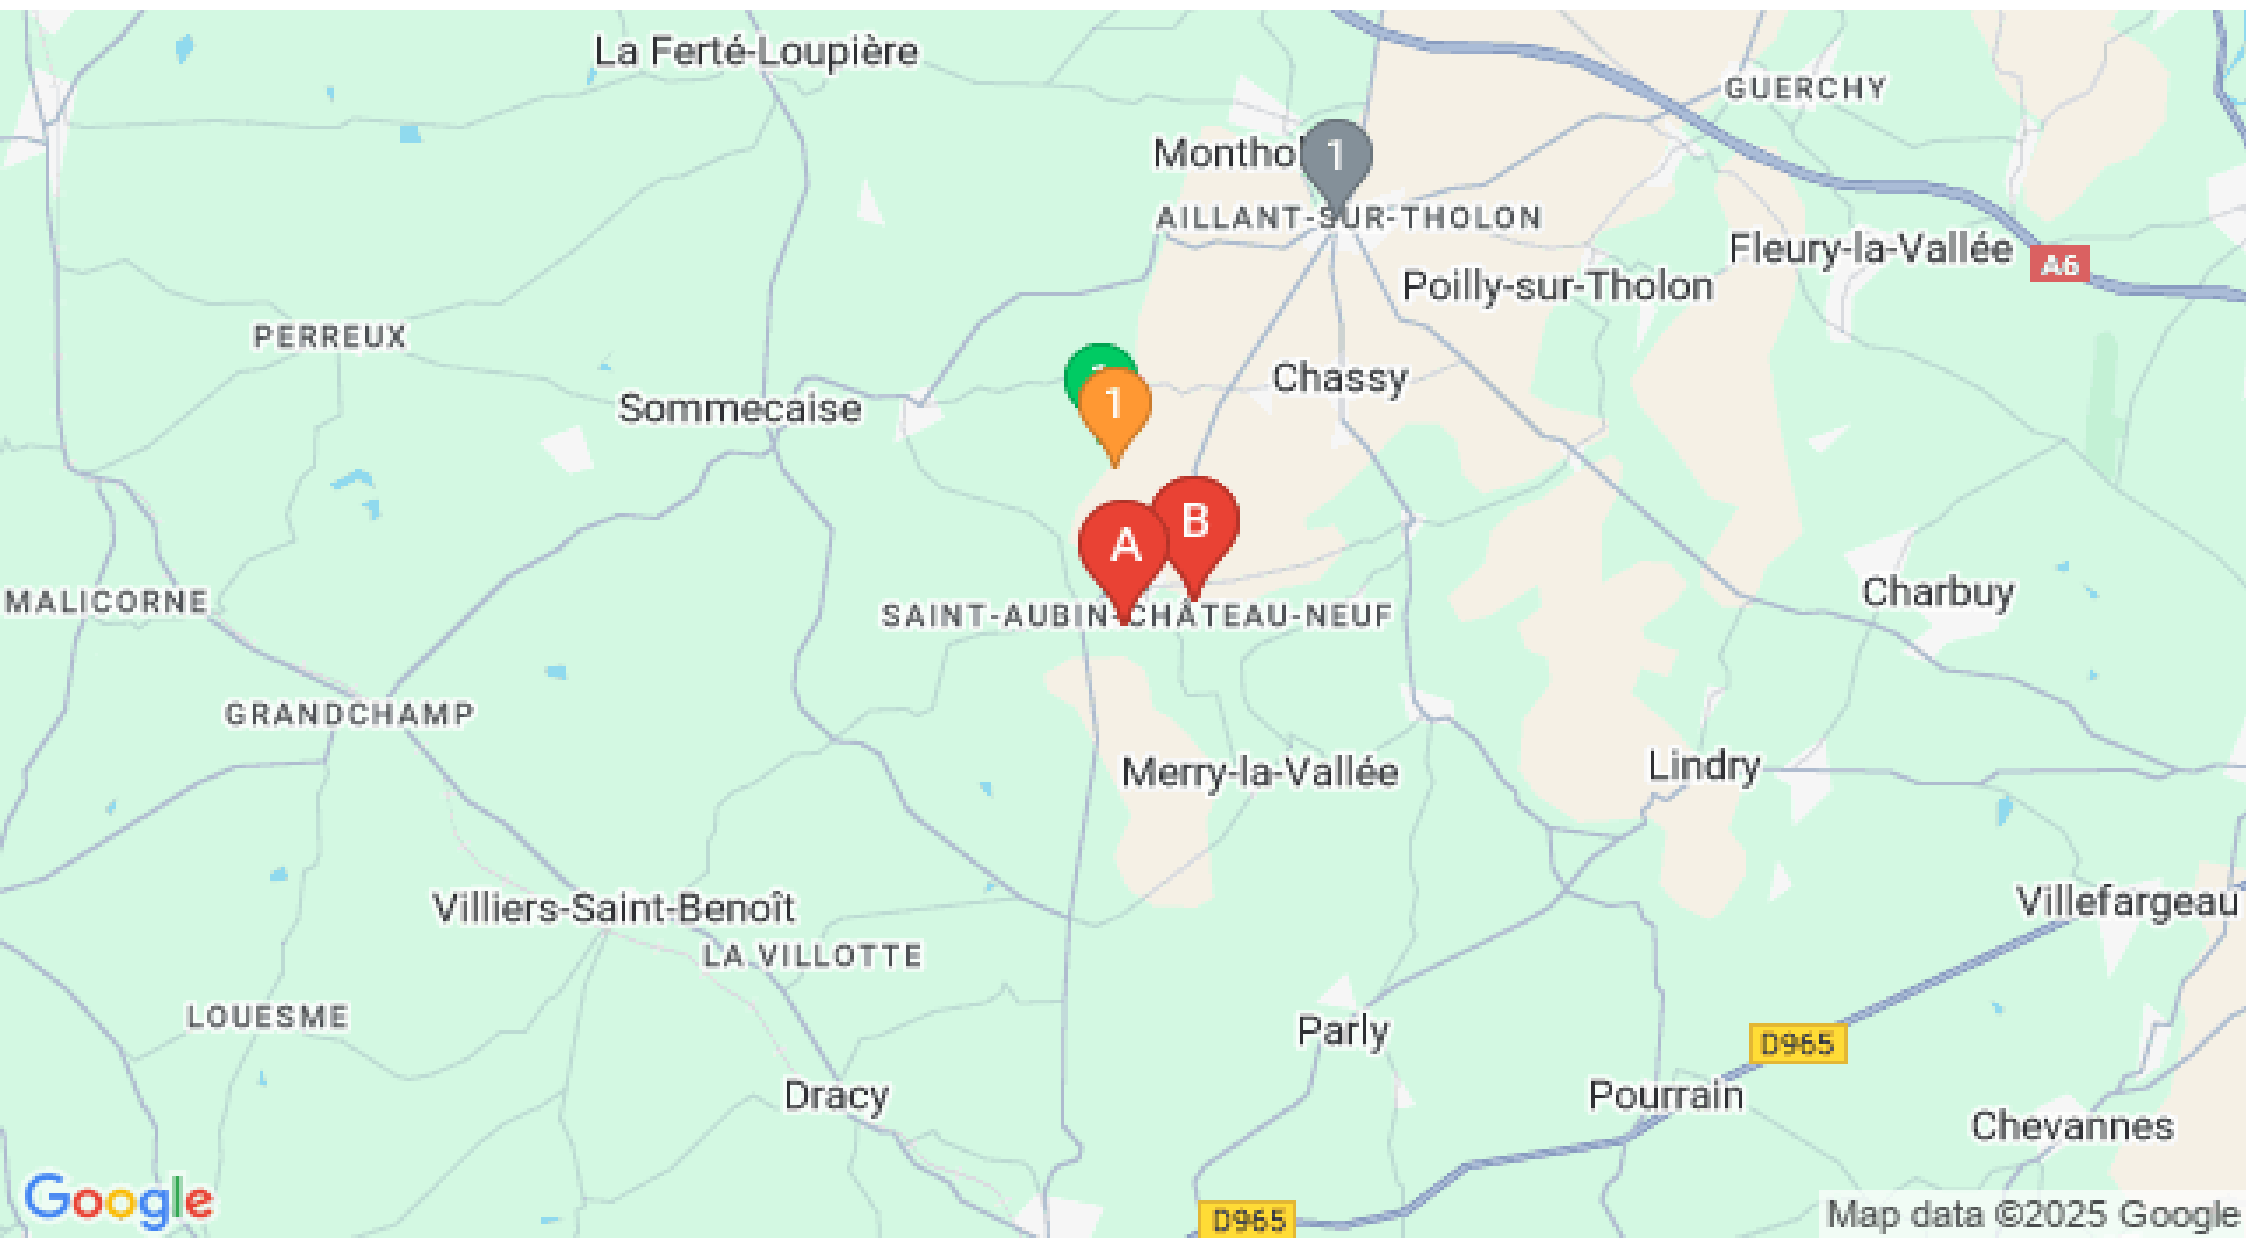 La Ferté-Loupière
GUERCHY
1
AILLANT-SUR-THOLON
Fleury-la-Vallée
A6
Poilly-sur-Tholon
PERREUX
Chassy
1
Sommecaise
B
A
MALICORNE
SAINT-AUBIN-CHÂTEAU-NEUF
Charbuy
GRANDCHAMP
Merry-la-Vallée
Lindry
Villiers-Saint-Benoît
Villefargeau
LA VILLOTTE
LOUESME
Parly
D965
Dracy
Pourrain
Chevannes
Google
D965
Map data ©2025 Google